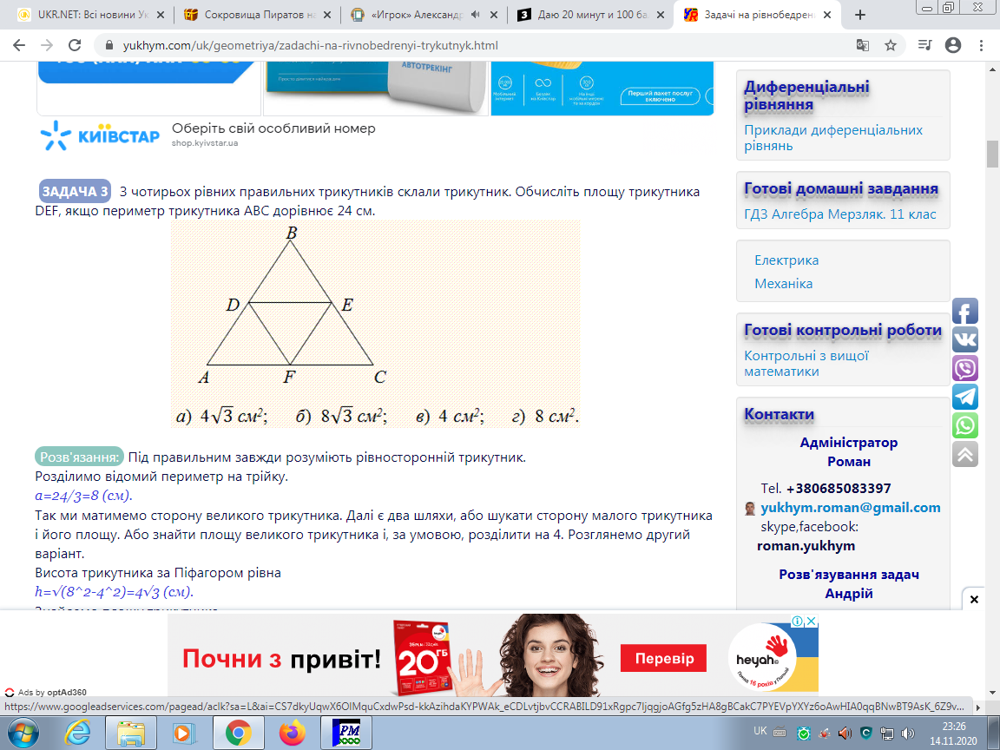 UKR.NET: Всі новини Ук
Сокровища Пиратов на
«Игрок» Александр
Даю 20 минут и 100 ба
Задачі на рівнобедрен
yukhym.com/uk/geometriya/zadachi-na-rivnobedrenyi-trykutnyk.html
АВТОТРЕКІНГ
Перший пакет послуг включено
КИЇВСТАР
Оберіть свій особливий номер
shop.kyivstar.ua
ЗАДАЧА 3 З чотирьох рівних правильних трикутників склали трикутник. Обчисліть площу трикутника
DEF, якщо периметр трикутника ABC дорівнює 24 см.
B
D
E
A
F
C
а) 4√3 см²; б) 8√3 см²; в) 4 см²; г) 8 см².
Розв'язання: Під правильним завжди розуміють рівносторонній трикутник.
Розділимо відомий периметр на трійку.
a=24/3=8 (см).
Так ми матимемо сторону великого трикутника. Далі є два шляхи, або шукати сторону малого трикутника
і його площу. Або знайти площу великого трикутника і, за умовою, розділити на 4. Розглянемо другий
варіант.
Висота трикутника за Піфагором рівна
h=√(8^2-4^2)=4√3 (см).
Диференціальні
рівняння
Приклади диференціальних
рівнянь
Готові домашні завдання
ГДЗ Алгебра Мерзляк. 11 клас
Електрика
Механіка
Готові контрольні роботи
Контрольні з вищої
математики
Контакти
Адміністратор
Роман
Tel. +380685083397
yukhym.roman@gmail.com
skype,facebook:
roman.yukhym
Розв'язування задач
Андрій
Почни з привіт!
20 ГБ
Перевір
heyah
Ads by optAd360
https://www.googleadservices.com/pagead/aclk?sa=L&ai=CS7dkyUqwX6OIMquCxdwPsd-kkAzihdaKYPWAk_eCDLvtjbvCCRABILD91xRgpc7ljqgjoAGfg5zHA8gBCakC7PYEVpYXYz6oAwHIA0qqBNwBT9AsK_6Z9v...
PM
UK
23:26
14.11.2020